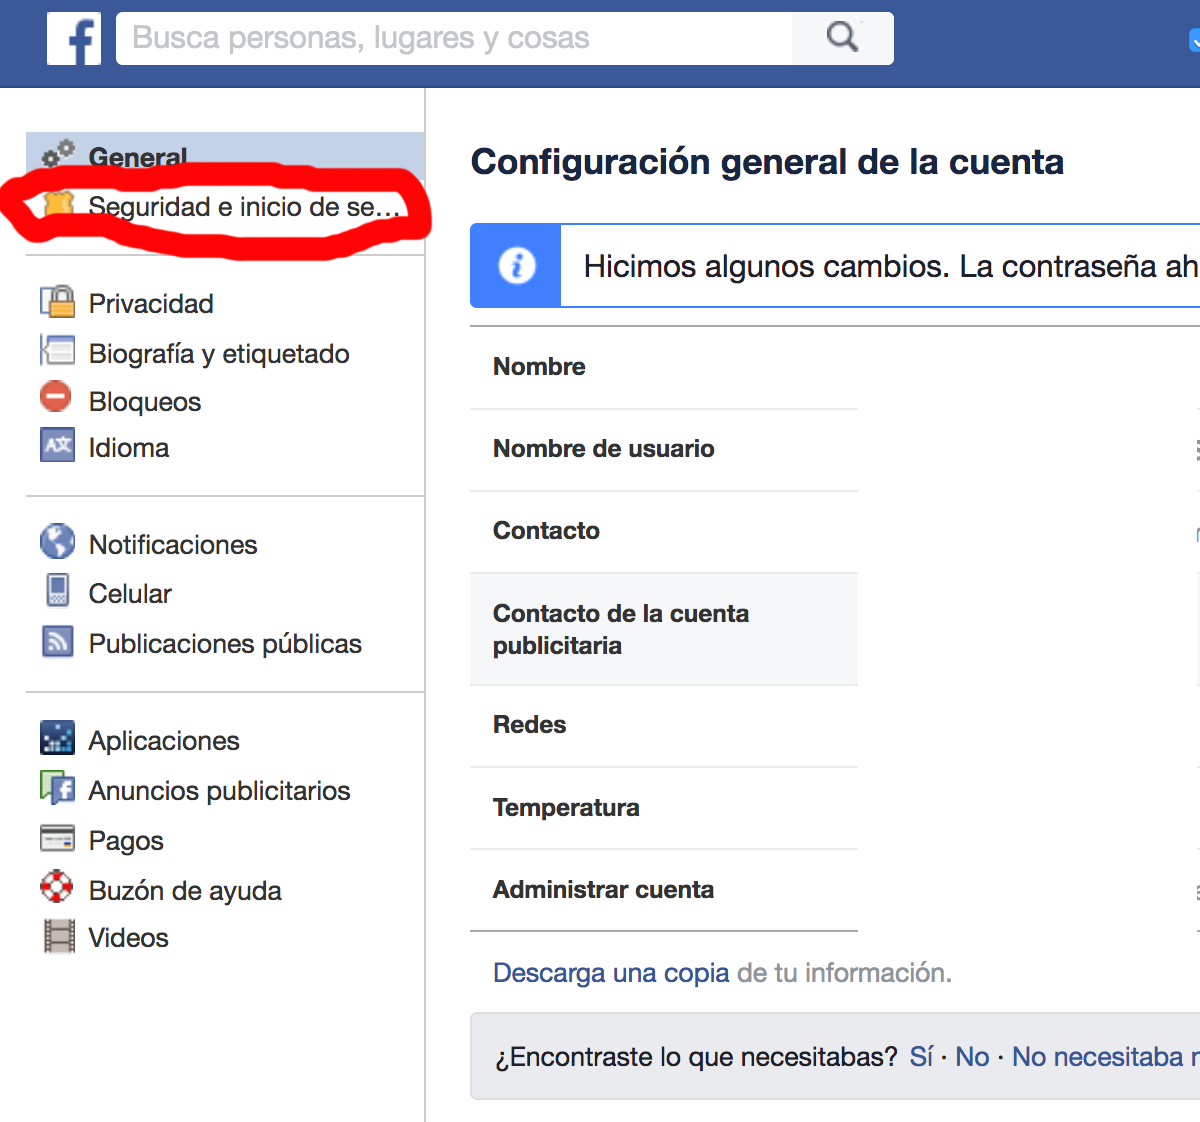 Busca personas, lugares y cosas
General
Seguridad e inicio de se...
Privacidad
Biografía y etiquetado
Bloqueos
Idioma
Notificaciones
Celular
Publicaciones públicas
Aplicaciones
Anuncios publicitarios
Pagos
Buzón de ayuda
Videos
Configuración general de la cuenta
Hicimos algunos cambios. La contraseña ah
Nombre
Nombre de usuario
Contacto
Contacto de la cuenta
publicitaria
Redes
Temperatura
Administrar cuenta
Descarga una copia de tu información.
¿Encontraste lo que necesitabas? Sí · No · No necesitaba